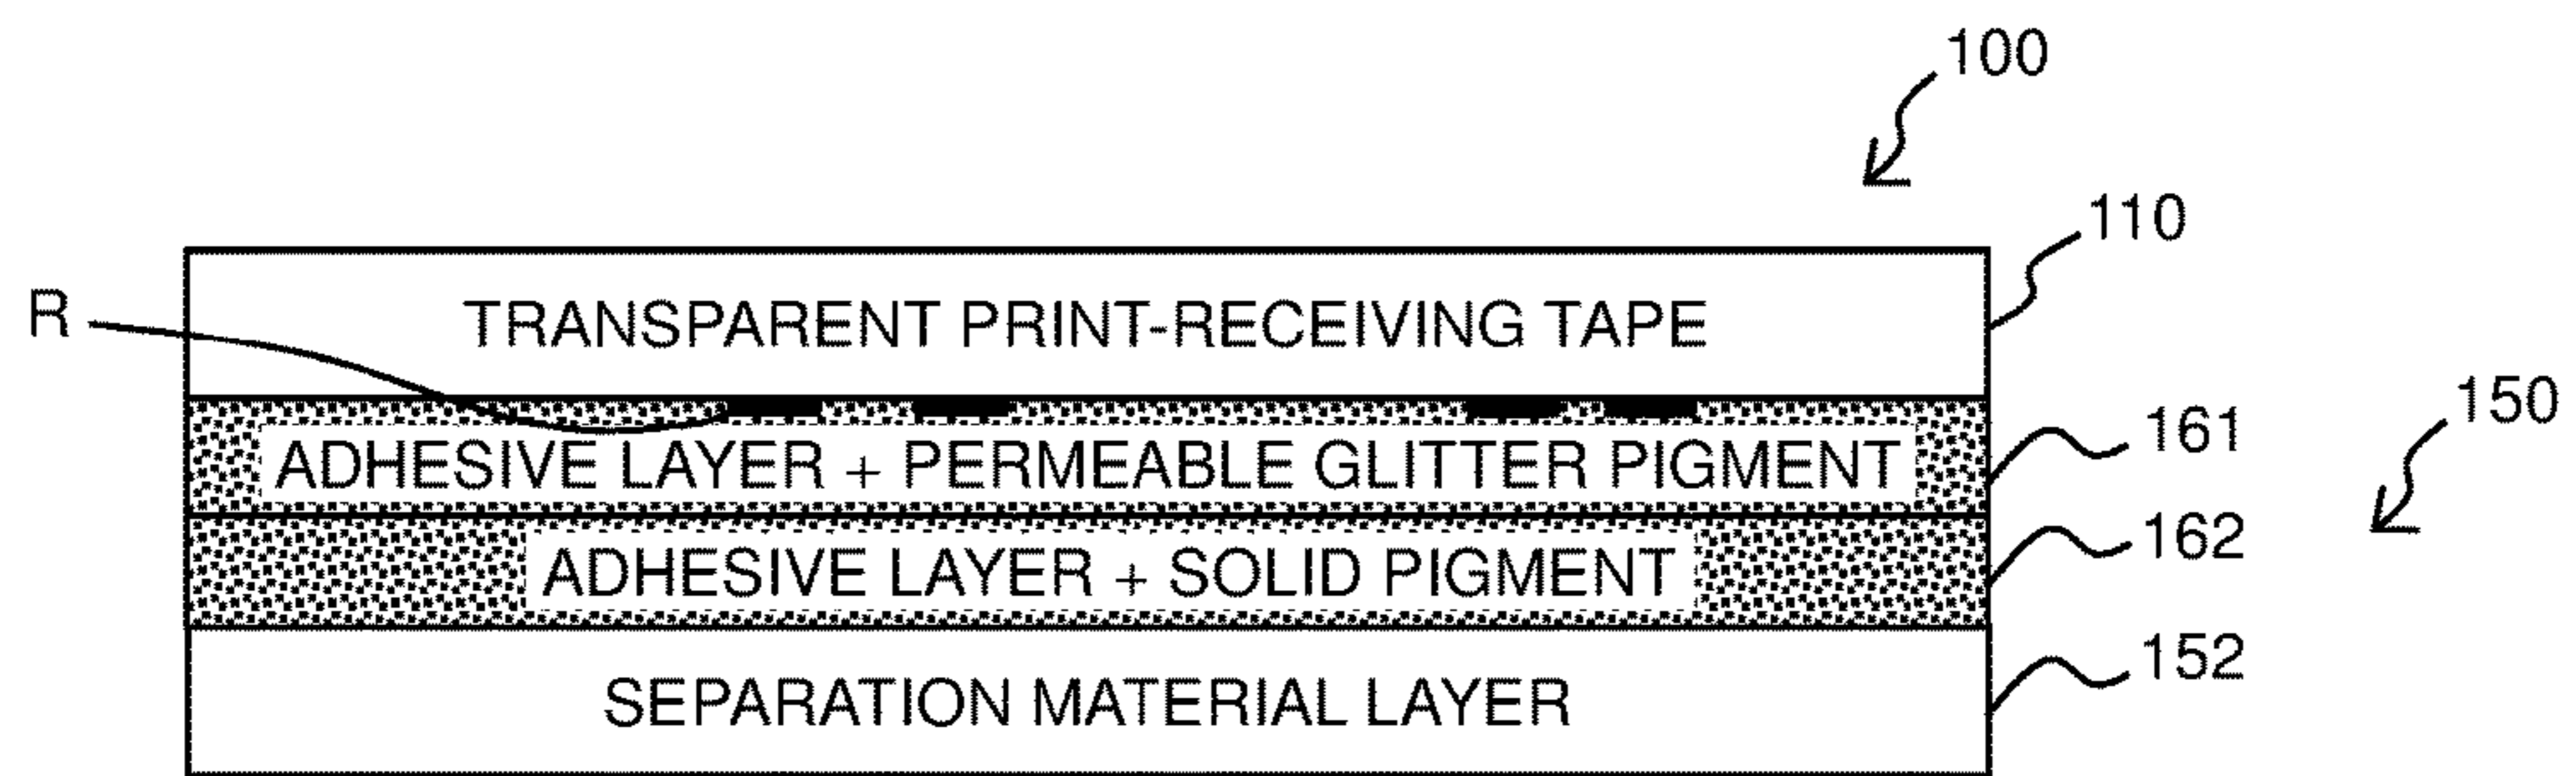 100
110
TRANSPARENT PRINT-RECEIVING TAPE
R
150
161
ADHESIVE LAYER + PERMEABLE GLITTER PIGMENT
162
ADHESIVE LAYER + SOLID PIGMENT
152
SEPARATION MATERIAL LAYER